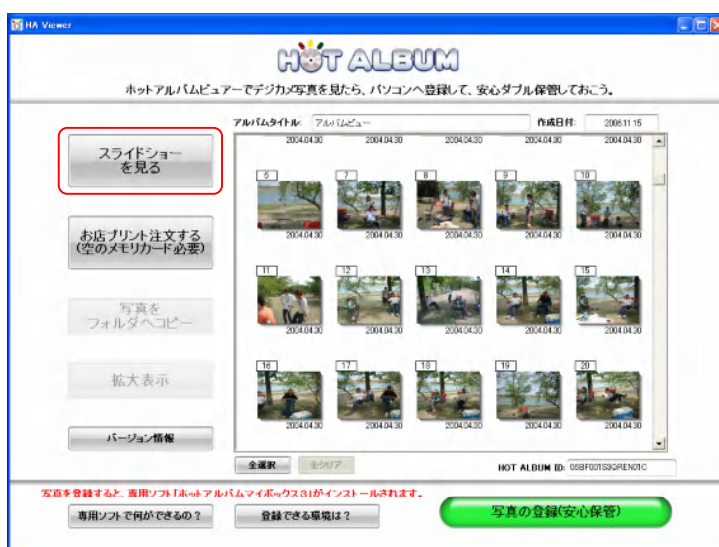 HA Viewer
HOT ALBUM
ホットアルバムビュアーでデジカメ写真を見たら、パソコンへ登録して、安心ダブル保管しておこう。
アルバムタイトル: アルバムビュー 作成日付: 20061115
スライドショー
を見る
お店プリント注文する
(空のメモリカード必要)
写真を
フォルダへコピー
拡大表示
バージョン情報
2004.04.30 2004.04.30 2004.04.30 2004.04.30 2004.04.30
6 7 8 9 10
2004.04.30 2004.04.30 2004.04.30 2004.04.30 2004.04.30
11 12 13 14 15
2004.04.30 2004.04.30 2004.04.30 2004.04.30 2004.04.30
16 17 18 19 20
2004.04.30 2004.04.30 2004.04.30 2004.04.30 2004.04.30
全選択 全クリア
HOT ALBUM ID:
写真を登録すると、専用ソフト「ホットアルバムマイボックス3」がインストールされます。
専用ソフトで何ができるの？ 登録できる環境は？ 写真の登録(安心保管)